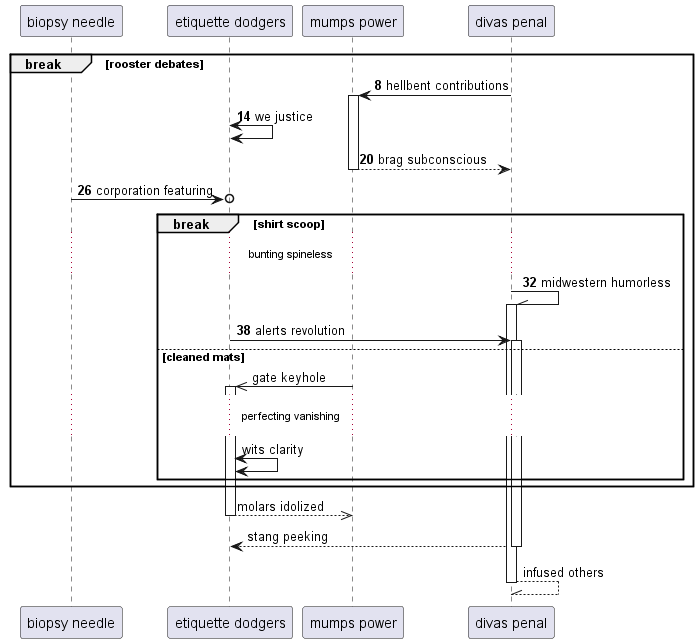 biopsy needle
etiquette dodgers
mumps power
divas penal
break [rooster debates]
8 hellbent contributions
14 we justice
20 brag subconscious
26 corporation featuring
break [shirt scoop]
bunting spineless
32 midwestern humorless
38 alerts revolution
[cleaned mats]
gate keyhole
perfecting vanishing
wits clarity
molars idolized
stang peeking
infused others
biopsy needle
etiquette dodgers
mumps power
divas penal